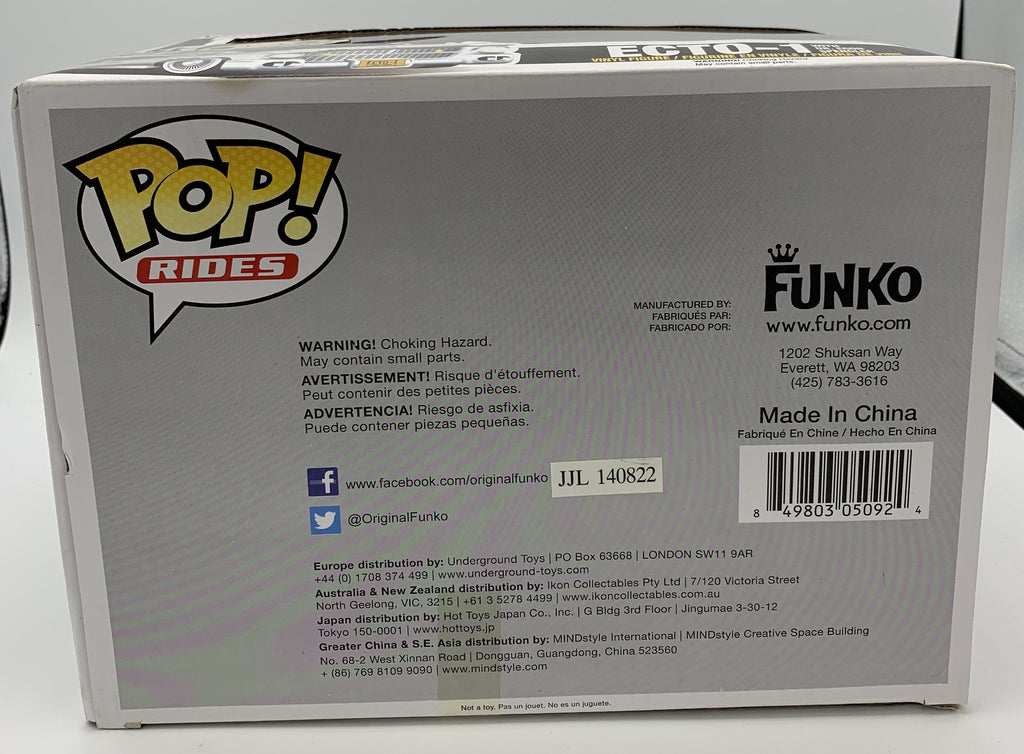 ECTO-1
VINYL FIGURE / FIGURINE EN VINYLE /
WARNING: Choking Hazard
May contain small parts.
ECTO-1
POP!
RIDES
FUNKO
www.funko.com
MANUFACTURED BY:
FABRIQUÉS PAR:
FABRICADO POR:
1202 Shuksan Way
Everett, WA 98203
(425) 783-3616
WARNING! Choking Hazard.
May contain small parts.
AVERTISSEMENT! Risque d'étouffement.
Peut contenir des petites pièces.
ADVERTENCIA! Riesgo de asfixia.
Puede contener piezas pequeñas.
Made In China
Fabriqué En Chine / Hecho En China
8 49803 05092 4
f www.facebook.com/originalfunko
JJL 140822
@OriginalFunko
Europe distribution by: Underground Toys | PO Box 63668 | LONDON SW11 9AR
+44 (0) 1708 374 499 | www.underground-toys.com
Australia & New Zealand distribution by: Ikon Collectables Pty Ltd | 7/120 Victoria Street
North Geelong, VIC, 3215 | +61 3 5278 4499 | www.ikoncollectables.com.au
Japan distribution by: Hot Toys Japan Co., Inc. | G Bldg 3rd Floor | Jingumae 3-30-12
Tokyo 150-0001 | www.hottoys.jp
Greater China & S.E. Asia distribution by: MINDstyle International | MINDstyle Creative Space Building
No. 68-2 West Xinnan Road | Dongguan, Guangdong, China 523560
+ (86) 769 8109 9090 | www.mindstyle.com
Not a toy. Pas un jouet. No es un juguete.